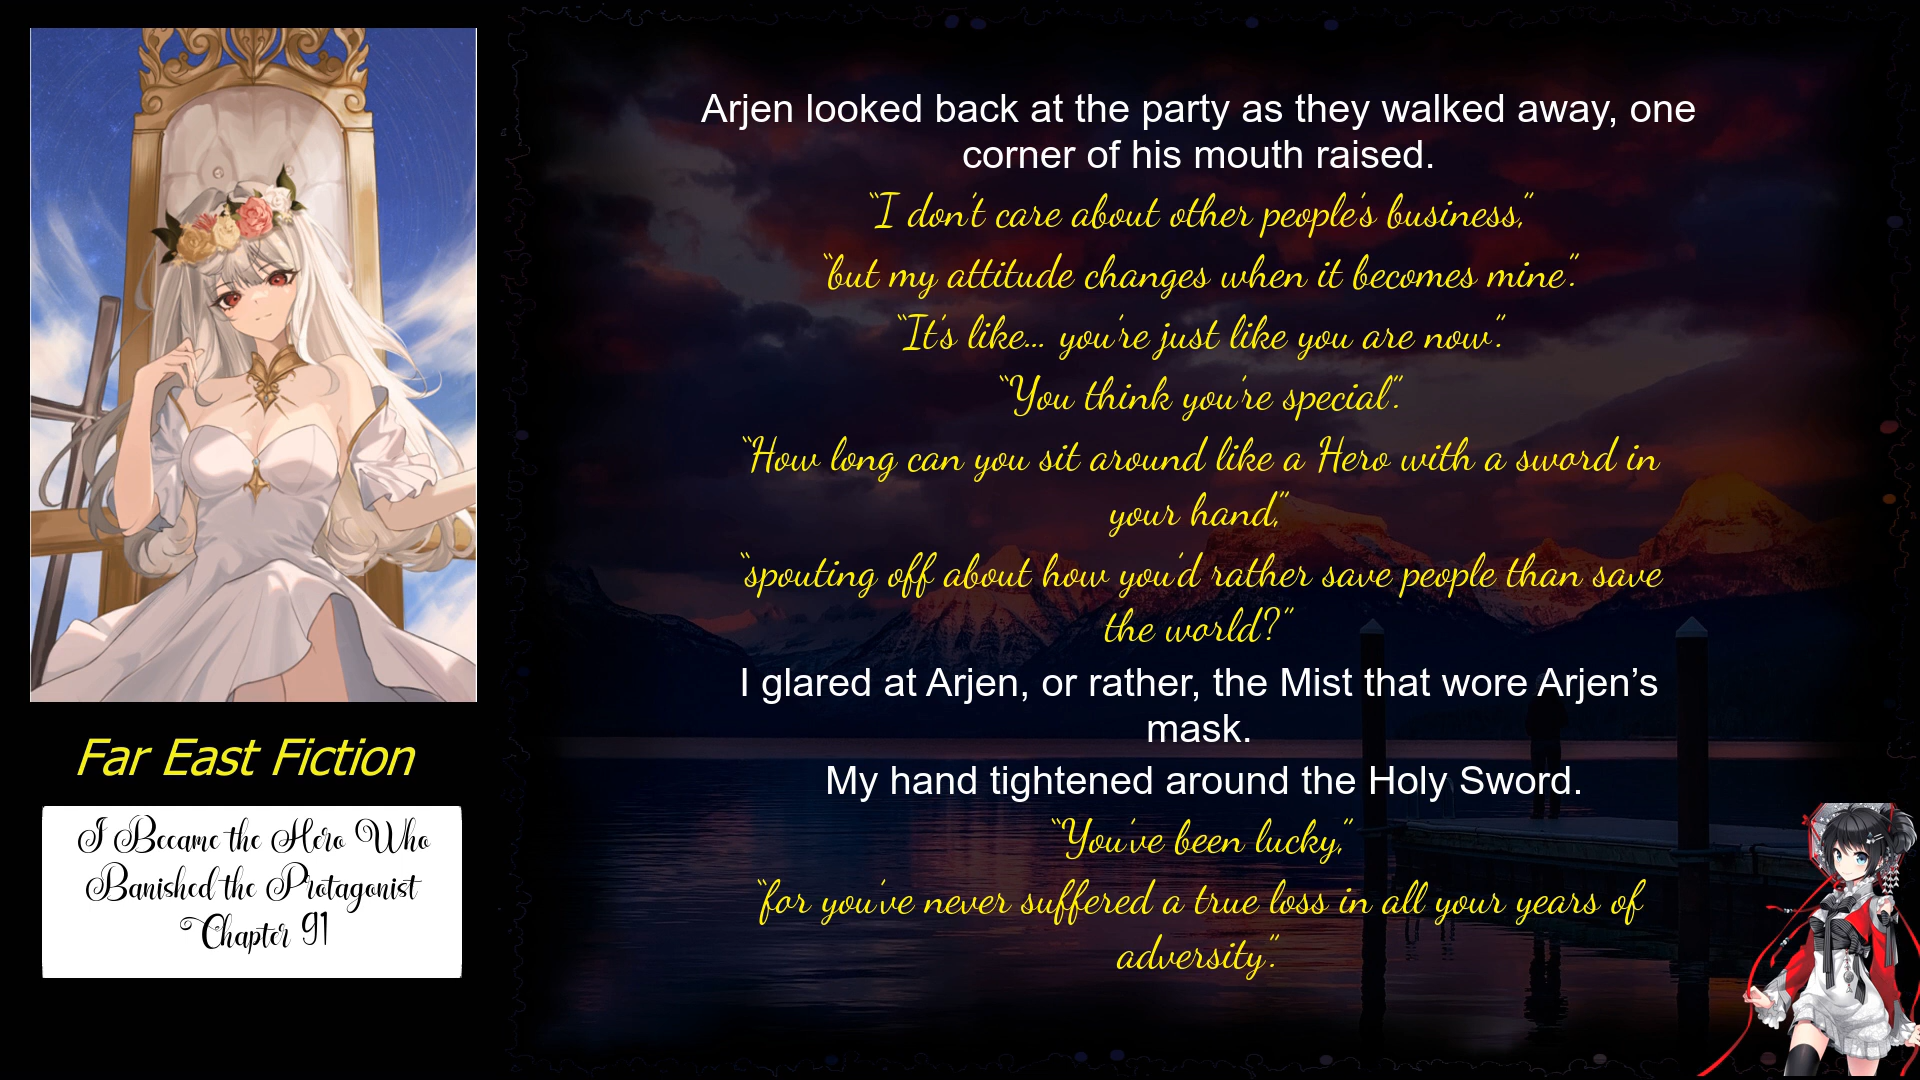 Arjen looked back at the party as they walked away, one
corner of his mouth raised.
“I don’t care about other people’s business,”
“but my attitude changes when it becomes mine”.
“It’s like… you’re just like you are now”.
“You think you’re special”.
“How long can you sit around like a Hero with a sword in
your hand,”
“spouting off about how you’d rather save people than save
the world?”
I glared at Arjen, or rather, the Mist that wore Arjen’s
mask.
My hand tightened around the Holy Sword.
“You’ve been lucky,”
“for you’ve never suffered a true loss in all your years of
adversity”.
Far East Fiction
I Became the Hero Who
Banished the Protagonist
Chapter 91